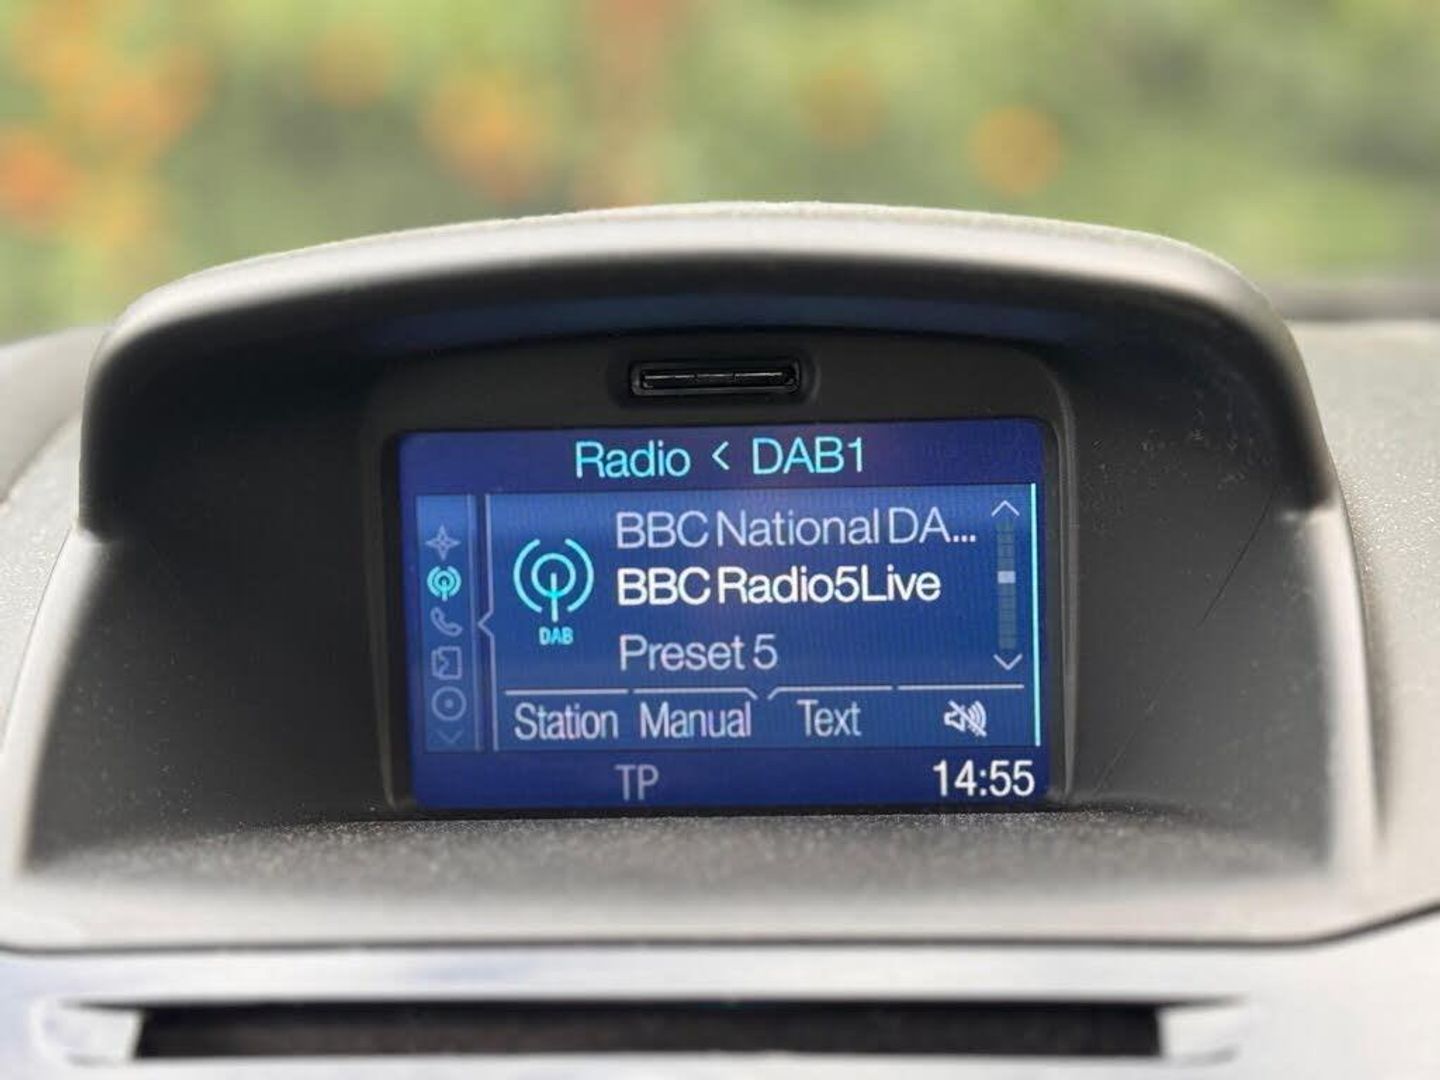 Radio < DAB1
BBC National DA...
BBC Radio5Live
DAB
Preset 5
Station Manual Text
TP 14:55